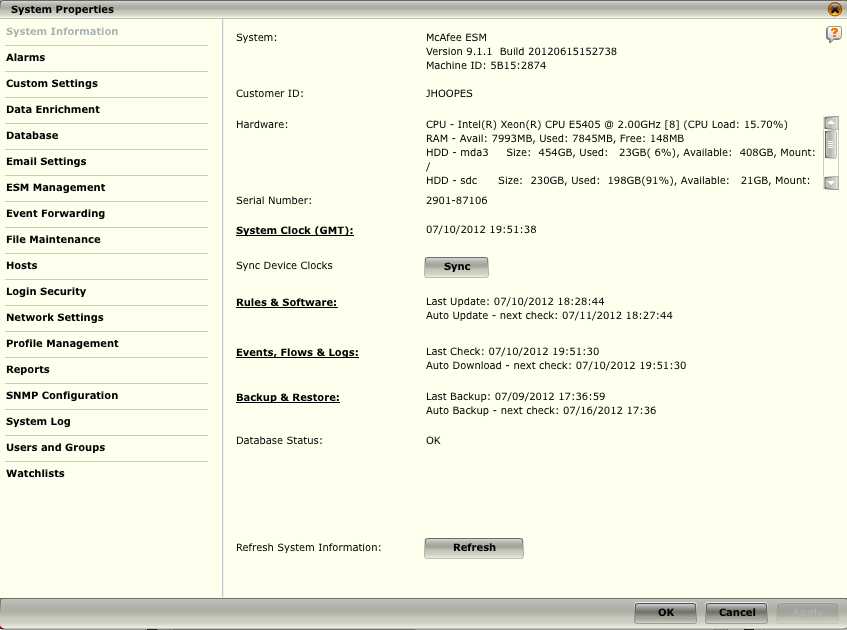 System Properties
System Information
Alarms
Custom Settings
Data Enrichment
Database
Email Settings
ESM Management
Event Forwarding
File Maintenance
Hosts
Login Security
Network Settings
Profile Management
Reports
SNMP Configuration
System Log
Users and Groups
Watchlists
System: McAfee ESM
Version 9.1.1 Build 20120615152738
Machine ID: 5B15:2874
Customer ID: JHOOPES
Hardware: CPU - Intel(R) Xeon(R) CPU E5405 @ 2.00GHz [8] (CPU Load: 15.70%)
RAM - Avail: 7993MB, Used: 7845MB, Free: 148MB
HDD - mda3 Size: 454GB, Used: 23GB( 6%), Available: 408GB, Mount:
/
HDD - sdc Size: 230GB, Used: 198GB(91%), Available: 21GB, Mount:
Serial Number: 2901-87106
System Clock (GMT): 07/10/2012 19:51:38
Sync Device Clocks Sync
Rules & Software: Last Update: 07/10/2012 18:28:44
Auto Update - next check: 07/11/2012 18:27:44
Events, Flows & Logs: Last Check: 07/10/2012 19:51:30
Auto Download - next check: 07/10/2012 19:51:30
Backup & Restore: Last Backup: 07/09/2012 17:36:59
Auto Backup - next check: 07/16/2012 17:36
Database Status: OK
Refresh System Information: Refresh
OK Cancel Apply